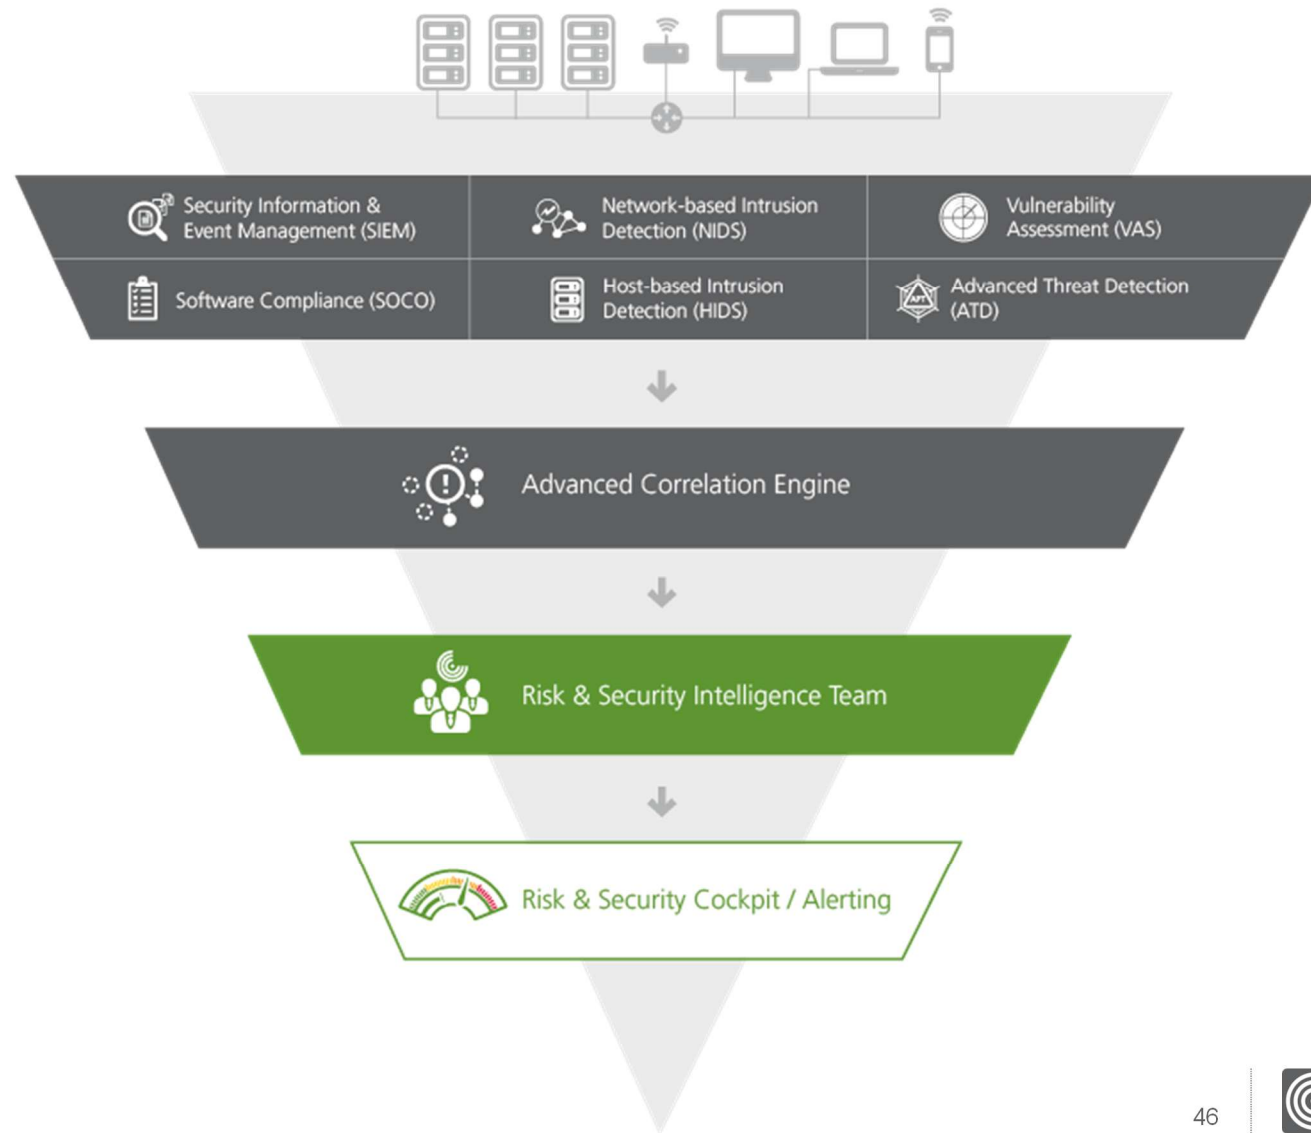 Security Information &
Event Management (SIEM)
Network-based Intrusion
Detection (NIDS)
Vulnerability
Assessment (VAS)
Software Compliance (SOCO)
Host-based Intrusion
Detection (HIDS)
APT
Advanced Threat Detection
(ATD)
Advanced Correlation Engine
Risk & Security Intelligence Team
Risk & Security Cockpit / Alerting
46